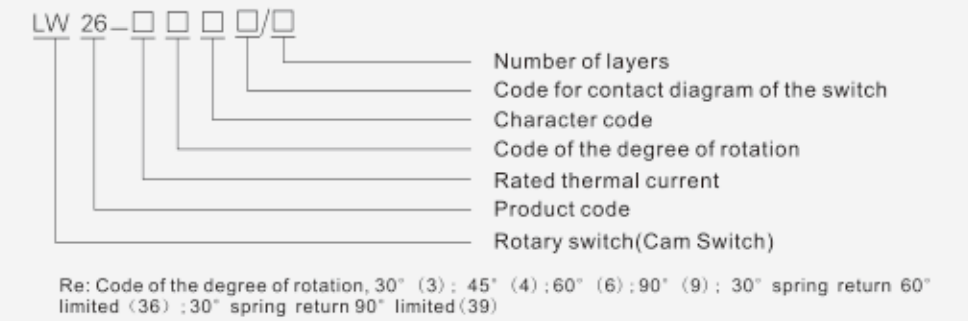 LW 26-□ □ □ □/□
Number of layers
Code for contact diagram of the switch
Character code
Code of the degree of rotation
Rated thermal current
Product code
Rotary switch(Cam Switch)
Re: Code of the degree of rotation, 30° (3) ; 45° (4) ;60° (6) ;90° (9) ; 30° spring return 60°
limited (36) ;30° spring return 90° limited(39)